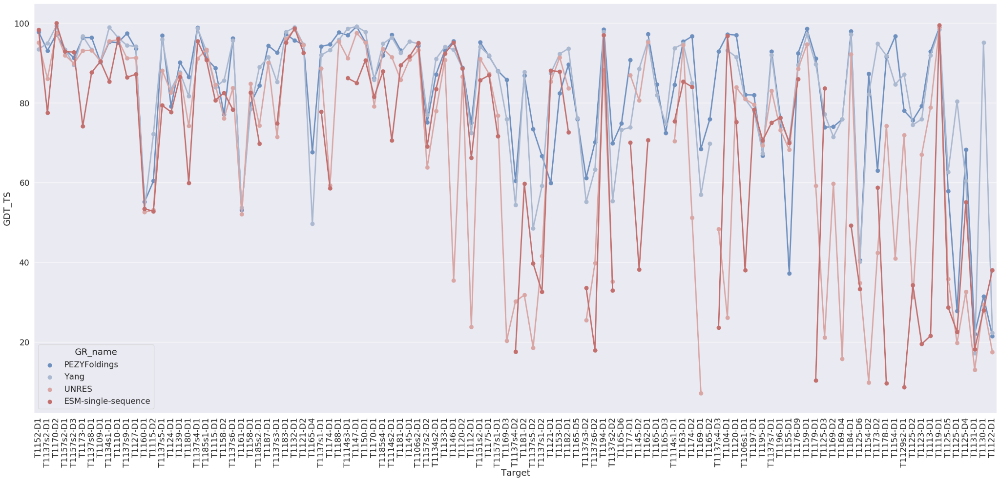 100
80
60
40
20
GDT_TS
GR_name
PEZYFoldings
Yang
UNRES
ESM-single-sequence
T1152-D1
T1137s2-D1
T1170-D2
T1157s2-D1
T1157s2-D3
T1173-D1
T1137s8-D1
T1109-D1
T1134s1-D1
T1110-D1
T1137s9-D1
T1127-D1
T1160-D1
T1115-D2
T1137s5-D1
T1124-D1
T1139-D1
T1180-D1
T1137s4-D1
T1185s1-D1
T1115-D1
T1158-D2
T1137s6-D1
T1161-D1
T1158-D1
T1185s2-D1
T1187-D1
T1137s3-D1
T1183-D1
T1132-D1
T1121-D2
T1165-D4
T1137s1-D1
T1174-D1
T1188-D1
T1114s3-D1
T1147-D1
T1150-D1
T1170-D1
T1185s4-D1
T1114s2-D1
T1181-D1
T1145-D1
T1106s2-D1
T1157s2-D2
T1134s2-D1
T1133-D1
T1146-D1
T1120-D2
T1112-D1
T1151s2-D1
T1175-D1
T1157s1-D1
T1169-D3
T1137s4-D2
T1181-D2
T1137s5-D2
T1137s1-D2
T1121-D1
T1153-D1
T1182-D1
T1165-D5
T1137s3-D2
T1137s6-D2
T1194-D1
T1137s2-D2
T1165-D6
T1177-D1
T1145-D2
T1162-D1
T1165-D1
T1165-D3
T1114s1-D1
T1163-D1
T1174-D2
T1169-D1
T1165-D2
T1137s4-D3
T1104-D1
T1120-D1
T1106s1-D1
T1197-D1
T1195-D1
T1137s7-D1
T1196-D1
T1155-D1
T1176-D9
T1159-D1
T1179-D1
T1125-D3
T1169-D2
T1169-D4
T1184-D1
T1125-D6
T1154-D2
T1173-D2
T1178-D1
T1154-D1
T1129s2-D1
T1125-D2
T1123-D1
T1113-D1
T1119-D1
T1125-D5
T1125-D1
T1125-D4
T1131-D1
T1130-D1
T1122-D1
Target